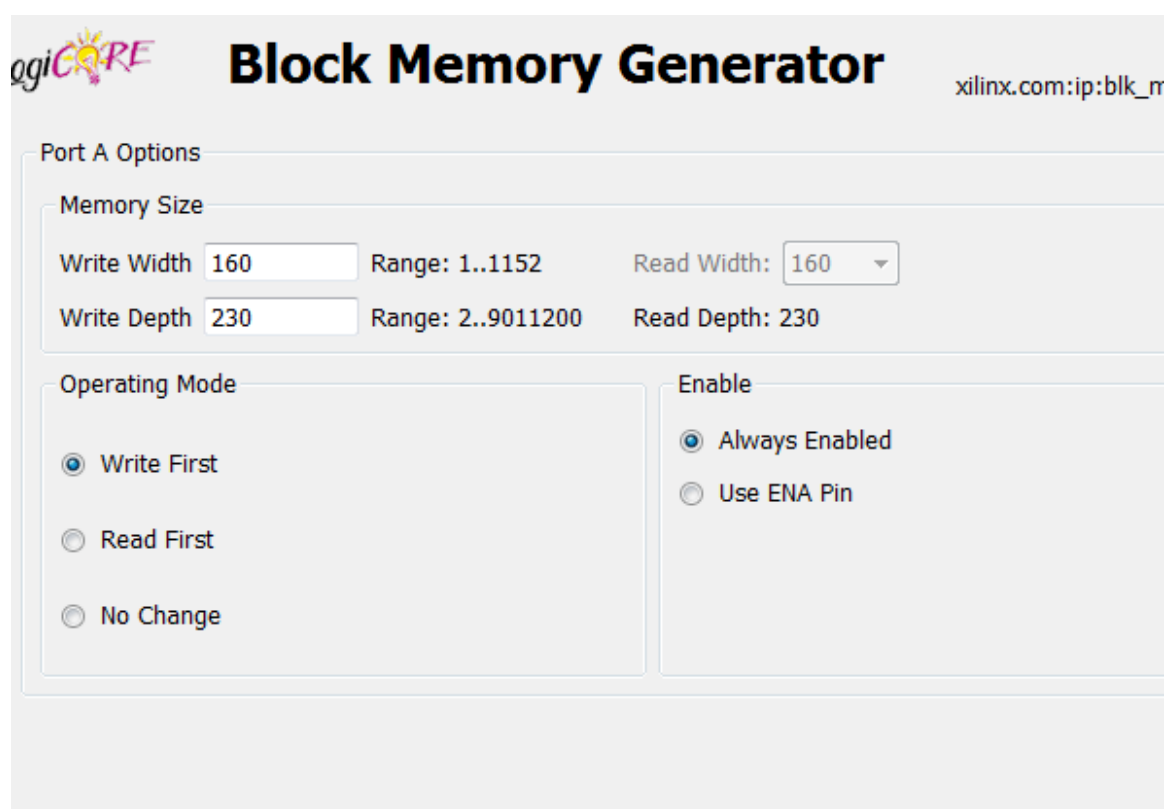 ogiCORE
Block Memory Generator
xilinx.com:ip:blk_m
Port A Options
Memory Size
Write Width 160 Range: 1..1152 Read Width: 160
Write Depth 230 Range: 2..9011200 Read Depth: 230
Operating Mode
Write First
Read First
No Change
Enable
Always Enabled
Use ENA Pin